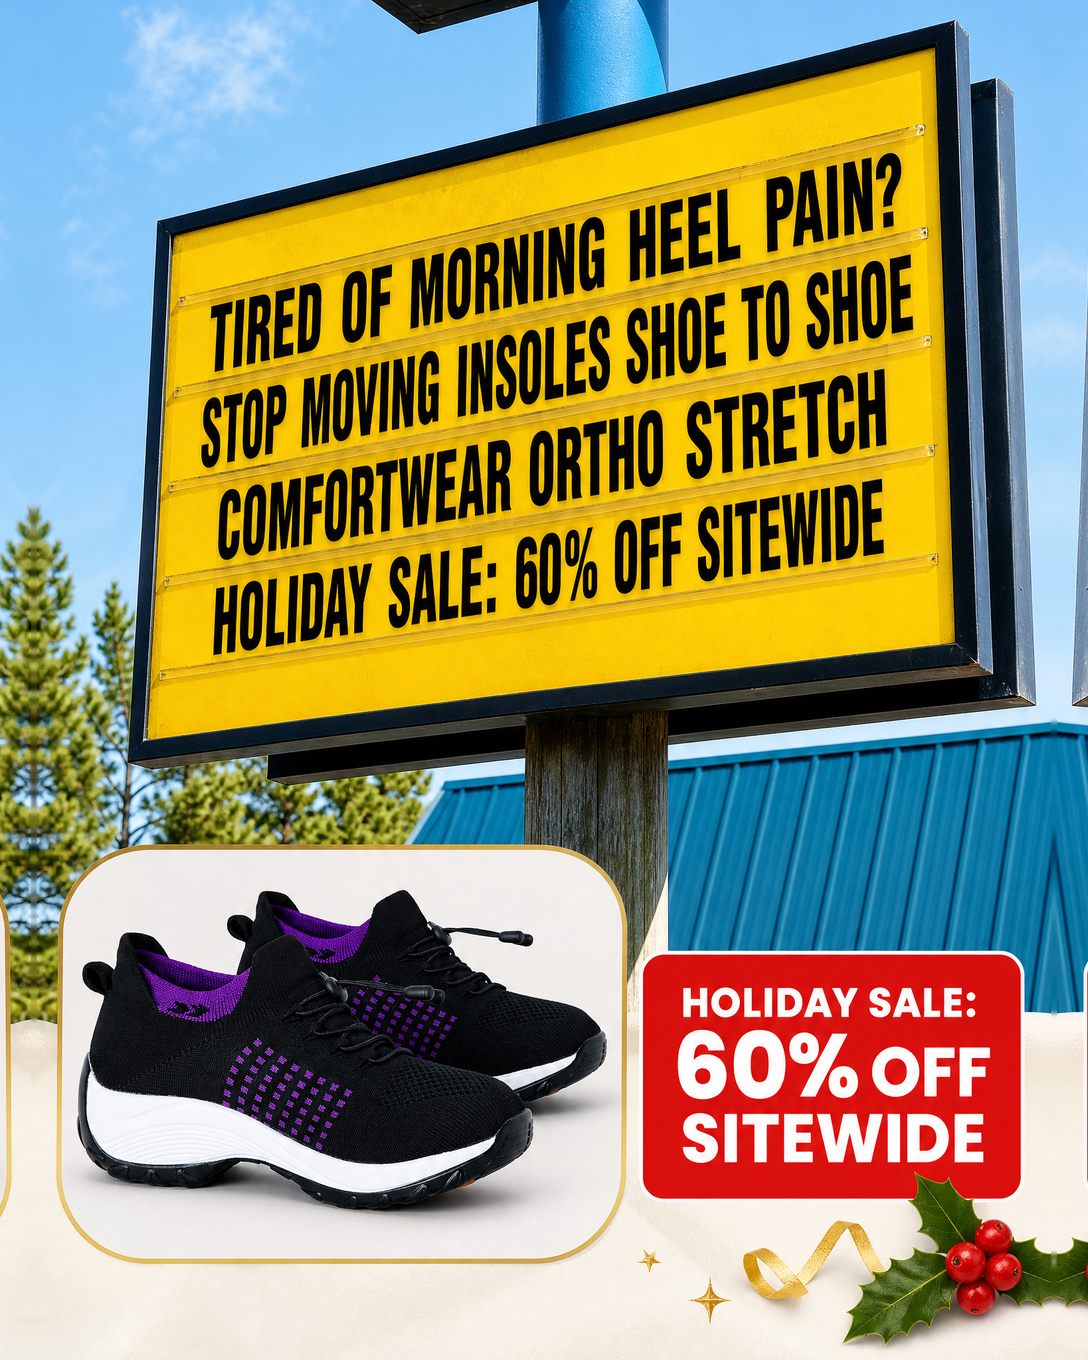 TIRED OF MORNING HEEL PAIN?
STOP MOVING INSOLES SHOE TO SHOE
COMFORTWEAR ORTHO STRETCH
HOLIDAY SALE: 60% OFF SITEWIDE
HOLIDAY SALE:
60% OFF
SITEWIDE